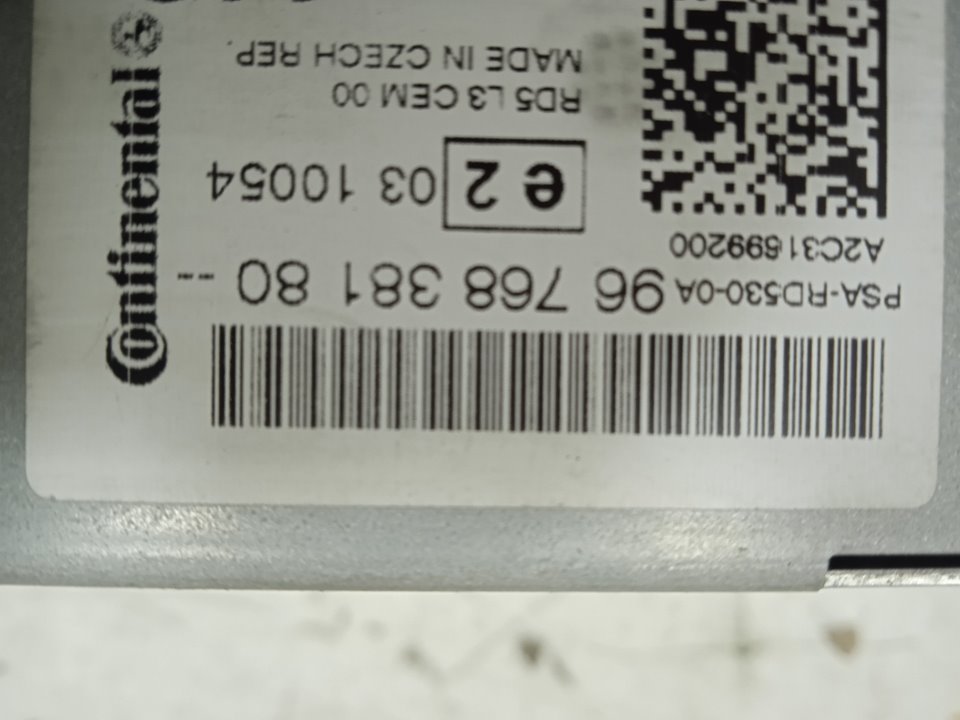 PSA-RD530-0A 96 768 381 80 --
A2C31699200
e 2 03 10054
RD5 L3 CEM 00
MADE IN CZECH REP.
Continental